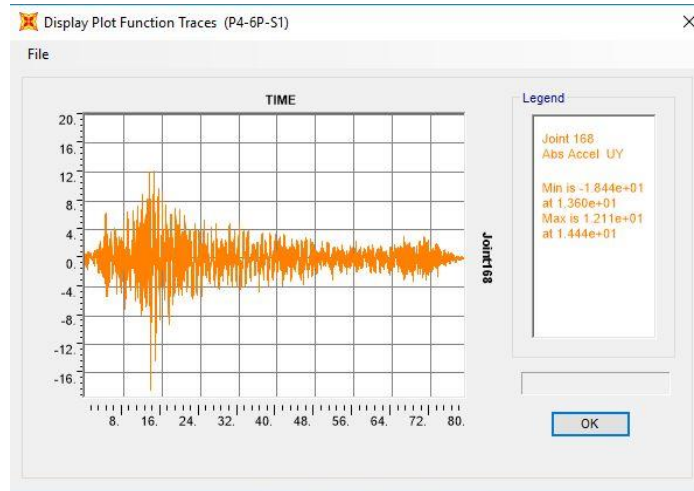 Display Plot Function Traces (P4-6P-S1)
File
TIME
20.
16.
12.
8.
4.
0.
-4.
-8.
-12.
-16.
8. 16. 24. 32. 40. 48. 56. 64. 72. 80.
Joint168
Legend
Joint 168
Abs Accel UY
Min is -1.844e+01
at 1.360e+01
Max is 1.211e+01
at 1.444e+01
OK